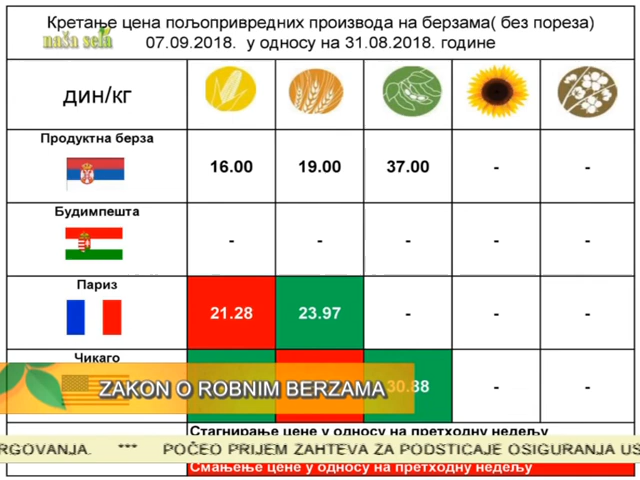 Кретање цена пољопривредних производа на берзама( без пореза)
naša sela
07.09.2018. у односу на 31.08.2018. године
дин/кг
Продуктна берза
16.00 19.00 37.00 - -
Будимпешта
- - - - -
Париз
21.28 23.97 - - -
Чикаго
30.88 - -
ZAKON O ROBNIM BERZAMA
Стагнирање цене у односу на претходну недељу
RGOVANJA. *** POČEO PRIJEM ZAHTEVA ZA PODSTICAJE OSIGURANJA US
Смањење цене у односу на претходну недељу